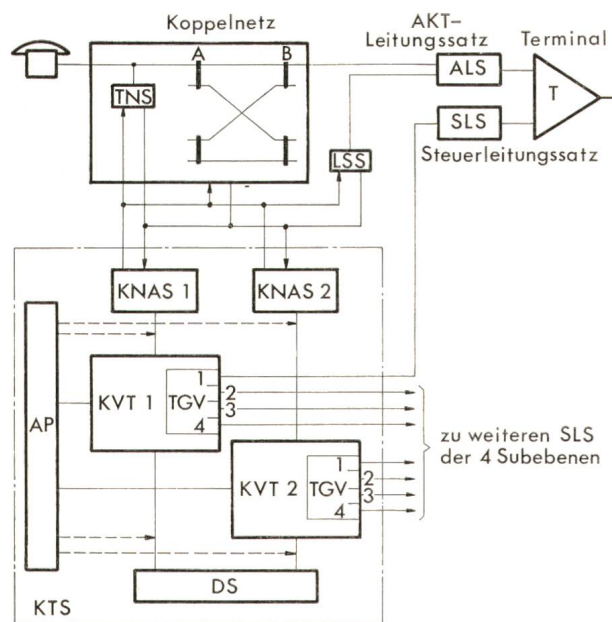 Koppelnetz
AKT-
Leitungssatz
Terminal
A
B
TNS
ALS
T
SLS
Steuerleitungssatz
LSS
KNAS 1
KNAS 2
AP
KVT 1
TGV
1
2
3
4
zu weiteren SLS
der 4 Subebenen
KVT 2
TGV
1
2
3
4
DS
KTS